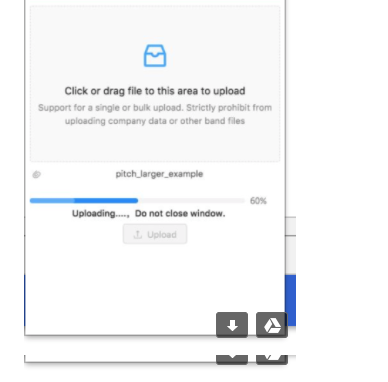 Click or drag file to this area to upload
Support for a single or bulk upload. Strictly prohibit from
uploading company data or other band files
pitch_larger_example
60%
Uploading...., Do not close window.
Upload